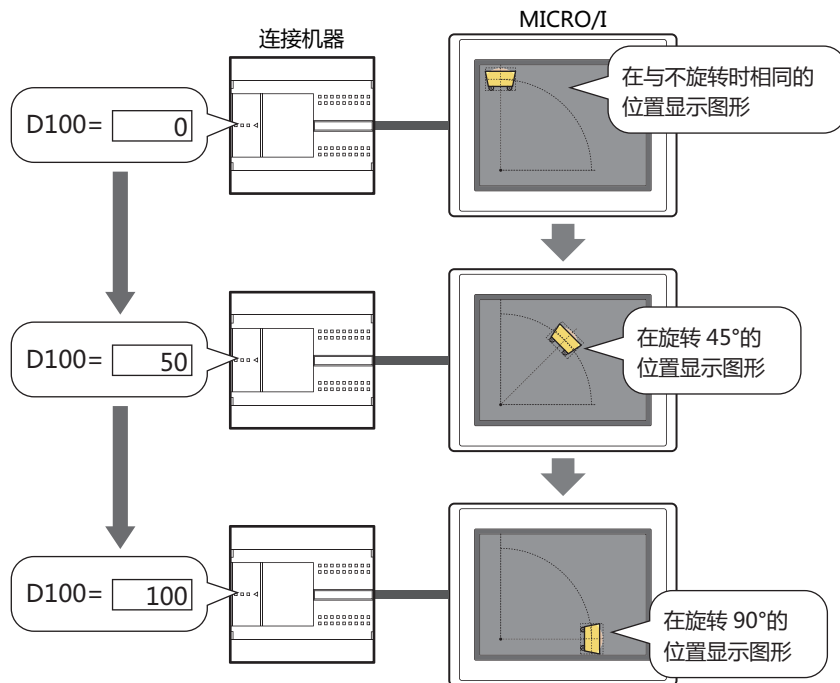 连接机器
MICRO/I
D100= 0
在与不旋转时相同的
位置显示图形
D100= 50
在旋转 45°的
位置显示图形
D100= 100
在旋转 90°的
位置显示图形